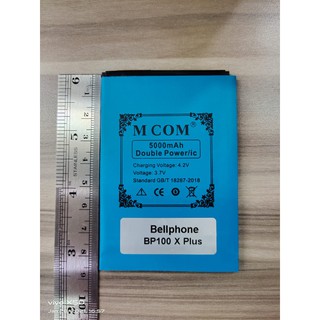 M COM
5000mAh
Double Power/ic
Charging Voltage: 4.2V
Voltage: 3.7V
Standard GB/T 18287-2018
Bellphone
BP100 X Plus